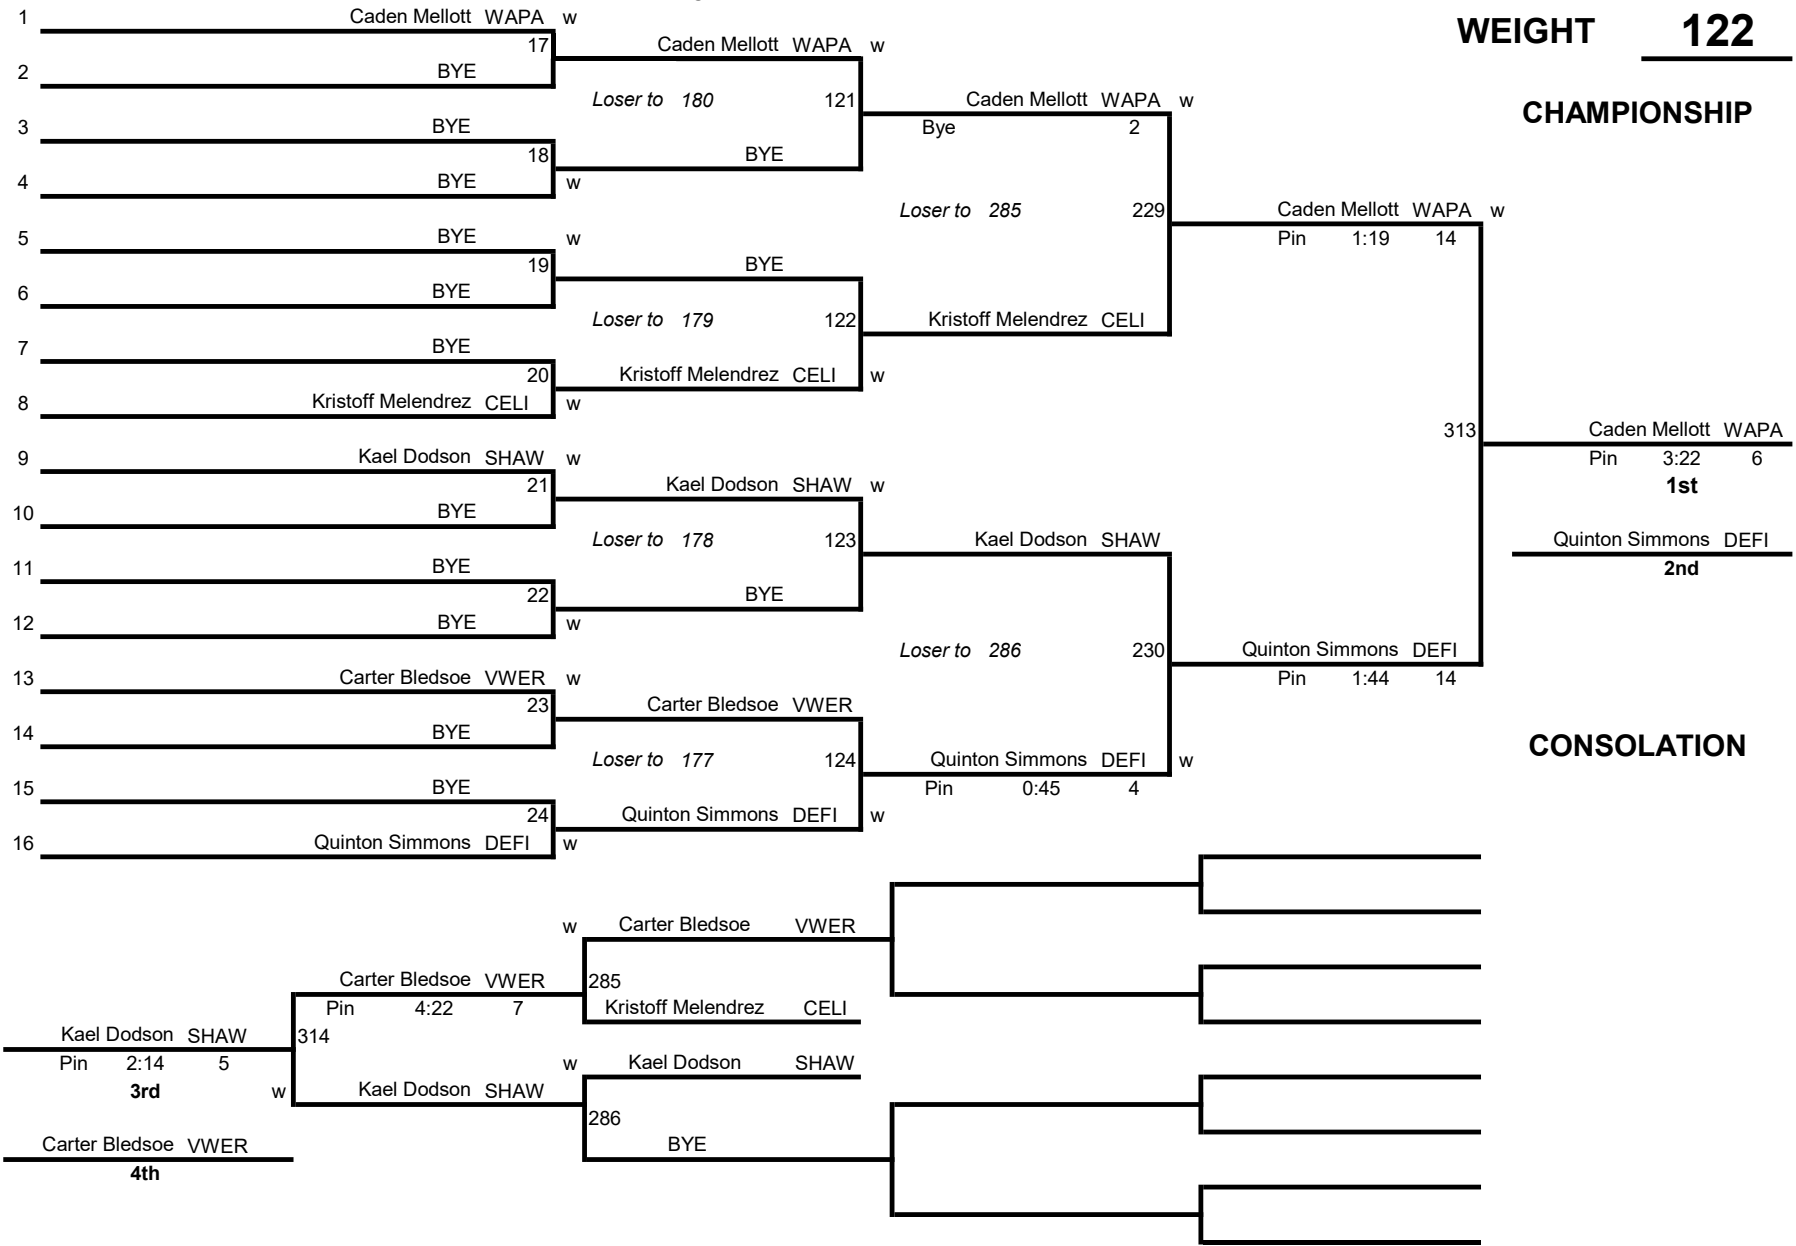 1 Caden Mellott WAPA w
WEIGHT 122
17 Caden Mellott WAPA w
2 BYE
Loser to 180 121 Caden Mellott WAPA w
CHAMPIONSHIP
3 BYE
Bye 2
18 BYE
4 BYE w
Loser to 285 229 Caden Mellott WAPA w
5 BYE w
Pin 1:19 14
19 BYE
6 BYE
Loser to 179 122 Kristoff Melendrez CELI
7 BYE
20 Kristoff Melendrez CELI w
8 Kristoff Melendrez CELI w
313 Caden Mellott WAPA
9 Kael Dodson SHAW w
Pin 3:22 6
21 Kael Dodson SHAW w
1st
10 BYE
Loser to 178 123 Kael Dodson SHAW
Quinton Simmons DEFI
11 BYE
2nd
22 BYE
12 BYE w
Loser to 286 230 Quinton Simmons DEFI
13 Carter Bledsoe VWER w
Pin 1:44 14
23 Carter Bledsoe VWER
14 BYE
CONSOLATION
Loser to 177 124 Quinton Simmons DEFI w
15 BYE
Pin 0:45 4
24 Quinton Simmons DEFI w
16 Quinton Simmons DEFI w
w Carter Bledsoe VWER
Carter Bledsoe VWER 285
Pin 4:22 7
Kristoff Melendrez CELI
Kael Dodson SHAW 314
Pin 2:14 5
w Kael Dodson SHAW
3rd w
Kael Dodson SHAW
286
Carter Bledsoe VWER
BYE
4th